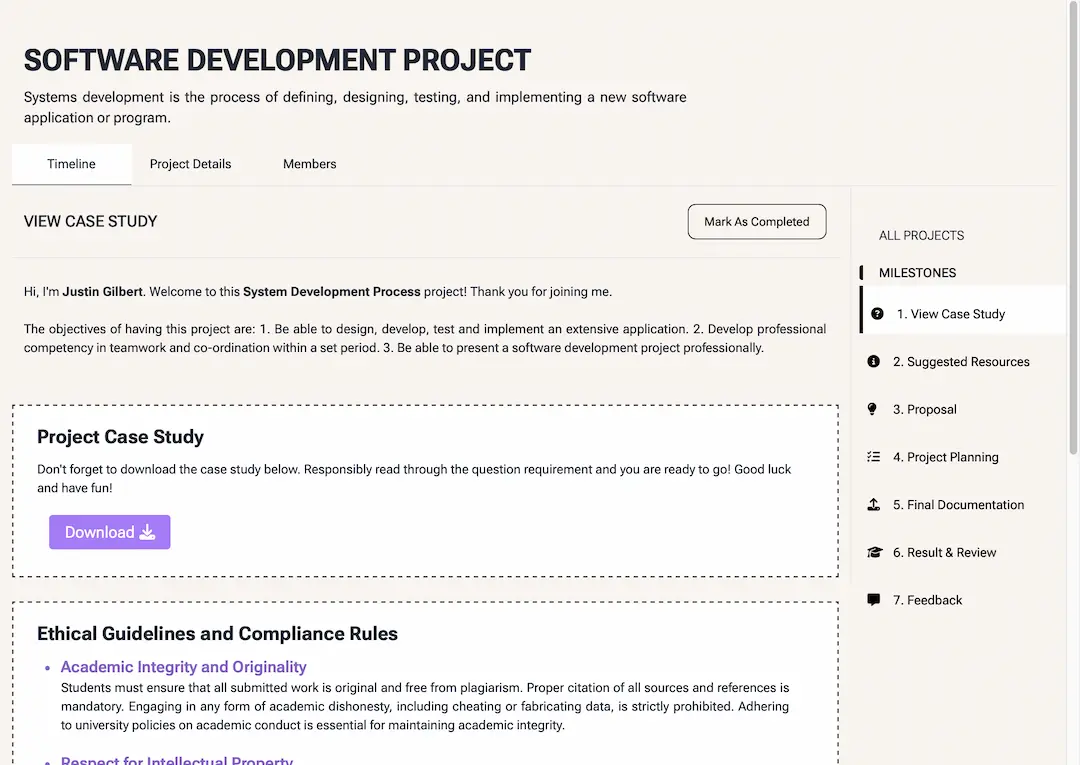 SOFTWARE DEVELOPMENT PROJECT
Systems development is the process of defining, designing, testing, and implementing a new software
application or program.
Timeline
Project Details
Members
VIEW CASE STUDY
Mark As Completed
Hi, I'm Justin Gilbert. Welcome to this System Development Process project! Thank you for joining me.
The objectives of having this project are: 1. Be able to design, develop, test and implement an extensive application. 2. Develop professional
competency in teamwork and co-ordination within a set period. 3. Be able to present a software development project professionally.
Project Case Study
Don't forget to download the case study below. Responsibly read through the question requirement and you are ready to go! Good luck
and have fun!
Download
Ethical Guidelines and Compliance Rules
• Academic Integrity and Originality
Students must ensure that all submitted work is original and free from plagiarism. Proper citation of all sources and references is
mandatory. Engaging in any form of academic dishonesty, including cheating or fabricating data, is strictly prohibited. Adhering
to university policies on academic conduct is essential for maintaining academic integrity.
• Respect for Intellectual Property
ALL PROJECTS
MILESTONES
1. View Case Study
2. Suggested Resources
3. Proposal
4. Project Planning
5. Final Documentation
6. Result & Review
7. Feedback